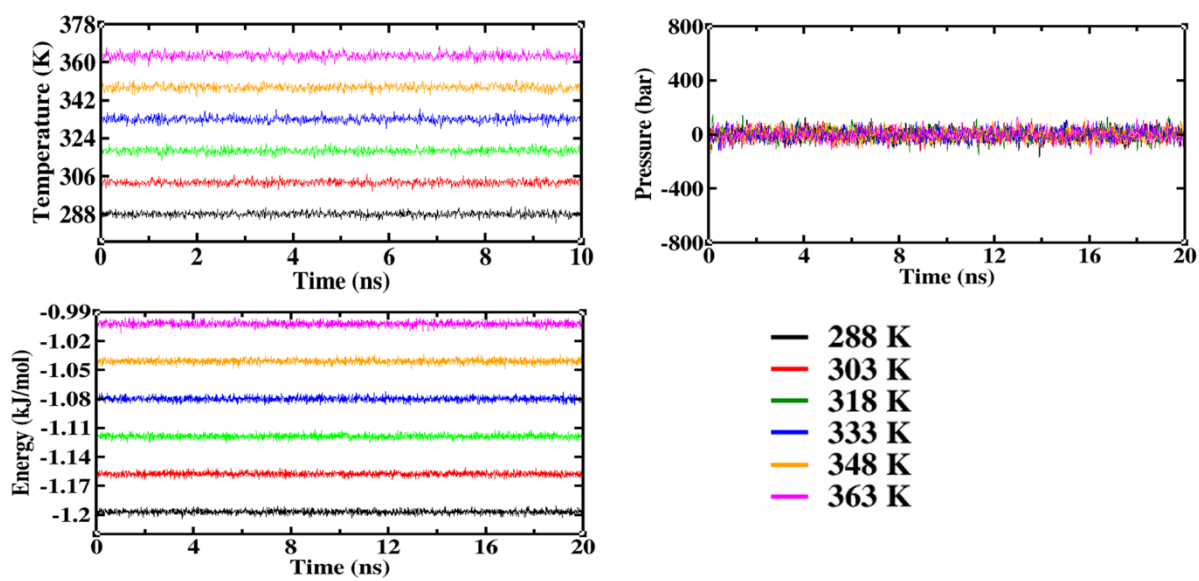 378
360
342
324
306
288
Temperature (K)
0 2 4 6 8 10
Time (ns)
800
400
0
-400
-800
Pressure (bar)
0 4 8 12 16 20
Time (ns)
-0.99
-1.02
-1.05
-1.08
-1.11
-1.14
-1.17
-1.2
Energy (kJ/mol)
0 4 8 12 16 20
Time (ns)
288 K
303 K
318 K
333 K
348 K
363 K